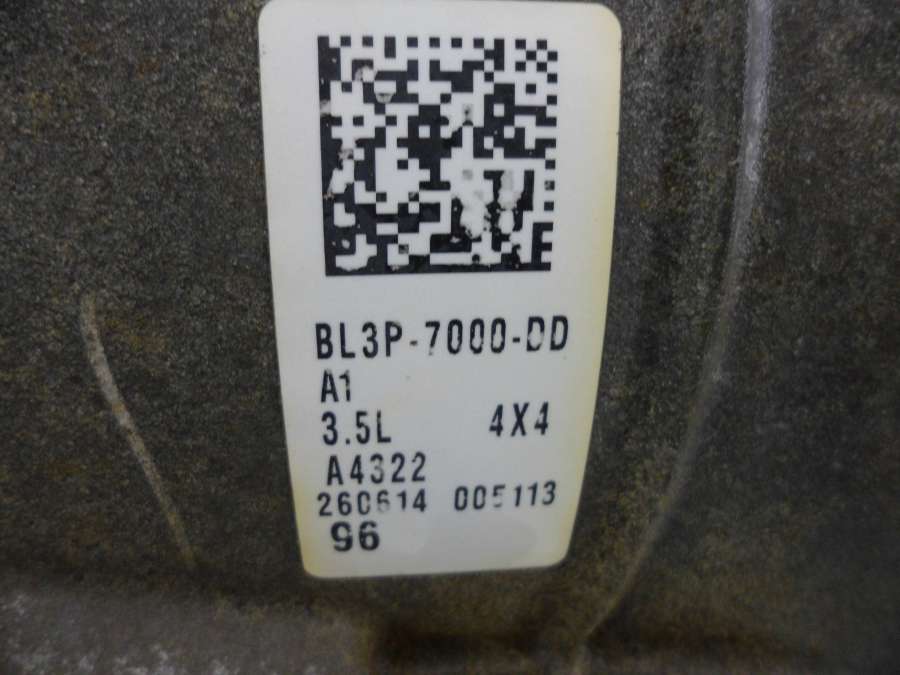 BL3P-7000-DD
A1
3.5L 4X4
A4322
260614 005113
96